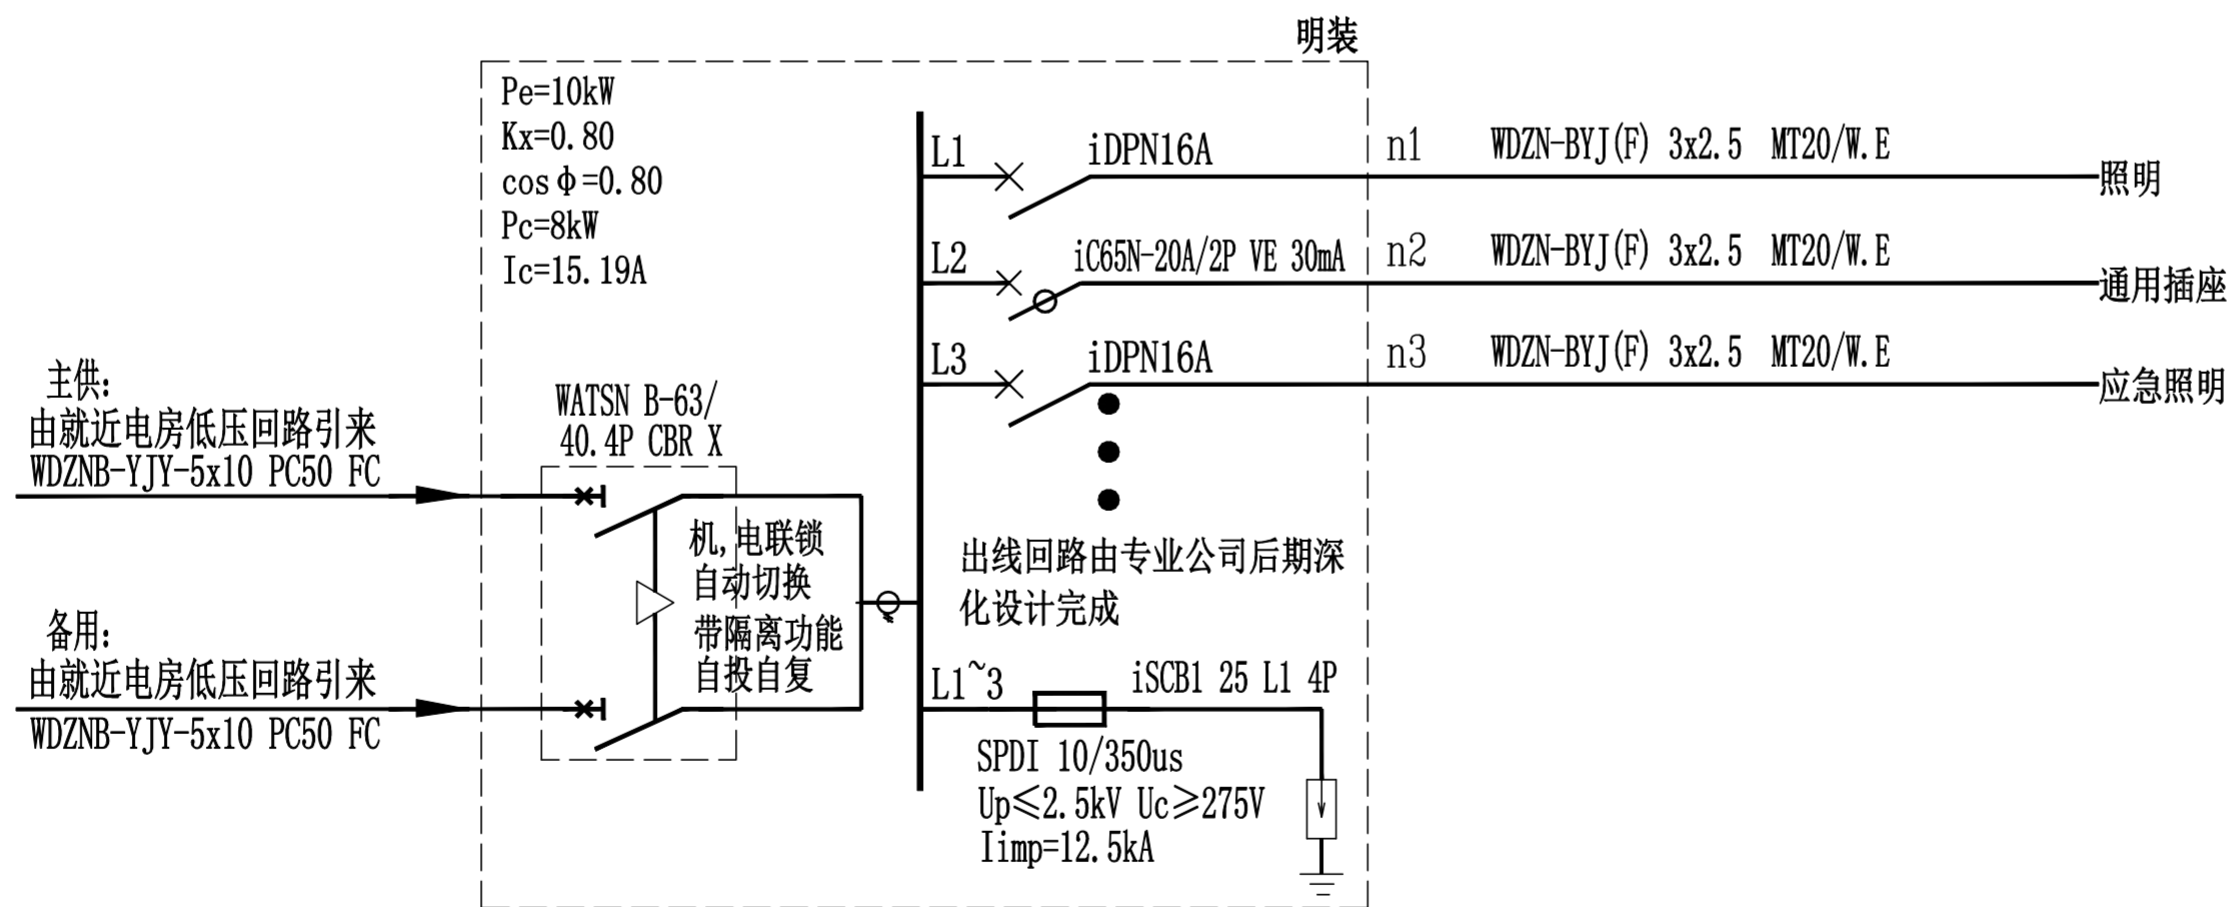 明装
Pe=10kW
Kx=0.80
cosΦ=0.80
Pc=8kW
Ic=15.19A
L1 iDPN16A n1 WDZN-BYJ(F) 3x2.5 MT20/W.E 照明
L2 iC65N-20A/2P VE 30mA n2 WDZN-BYJ(F) 3x2.5 MT20/W.E 通用插座
L3 iDPN16A n3 WDZN-BYJ(F) 3x2.5 MT20/W.E 应急照明
主供:
由就近电房低压回路引来
WDZNB-YJY-5x10 PC50 FC
WATSN B-63/
40.4P CBR X
机,电联锁
自动切换
带隔离功能
自投自复
出线回路由专业公司后期深
化设计完成
备用:
由就近电房低压回路引来
WDZNB-YJY-5x10 PC50 FC
L1~3 iSCB1 25 L1 4P
SPDI 10/350us
Up≤2.5kV Uc≥275V
Iimp=12.5kA